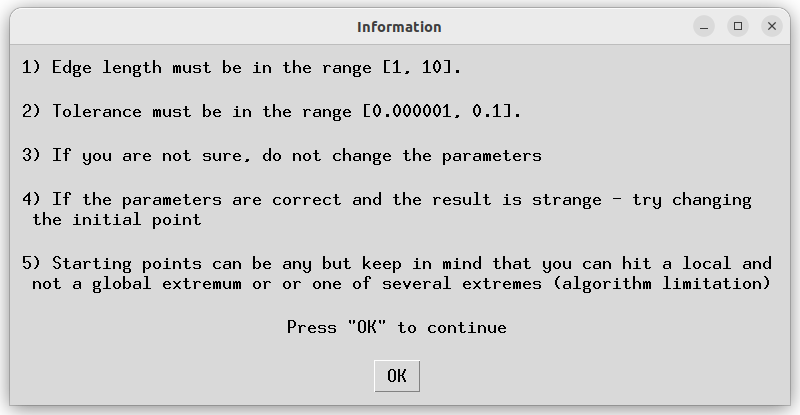 Information
1) Edge length must be in the range [1, 10].
2) Tolerance must be in the range [0.000001, 0.1].
3) If you are not sure, do not change the parameters
4) If the parameters are correct and the result is strange - try changing
the initial point
5) Starting points can be any but keep in mind that you can hit a local and
not a global extremum or or one of several extremes (algorithm limitation)
Press "OK" to continue
OK